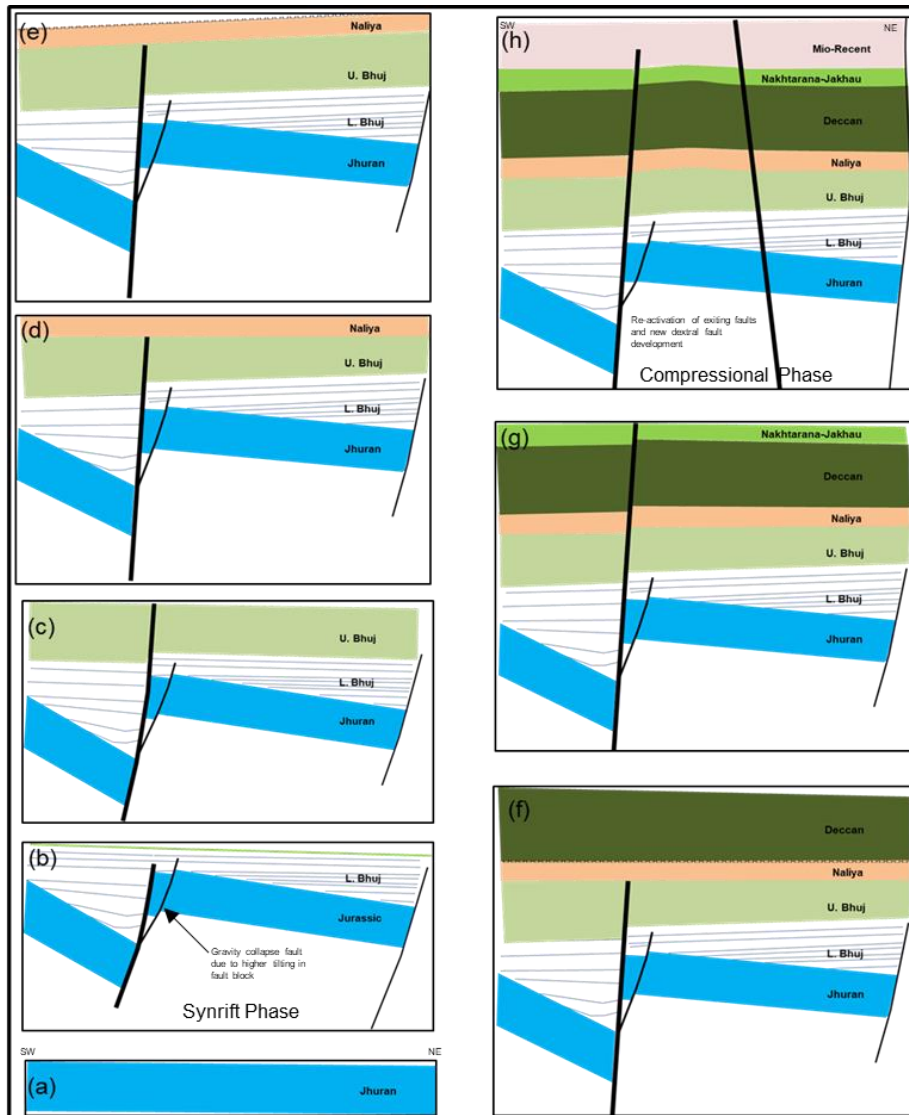 (e)
Naliya
U. Bhuj
L. Bhuj
Jhuran
(d)
Naliya
U. Bhuj
L. Bhuj
Jhuran
(c)
U. Bhuj
L. Bhuj
Jhuran
(b)
L. Bhuj
Jurassic
Gravity collapse fault
due to higher tilting in
fault block
Synrift Phase
SW
NE
(a)
Jhuran
SW
NE
(h)
Mio-Recent
Nakhtarana-Jakhau
Deccan
Naliya
U. Bhuj
L. Bhuj
Jhuran
Re-activation of exiting faults
and new dextral fault
development
Compressional Phase
(g)
Nakhtarana-Jakhau
Deccan
Naliya
U. Bhuj
L. Bhuj
Jhuran
(f)
Deccan
Naliya
U. Bhuj
L. Bhuj
Jhuran